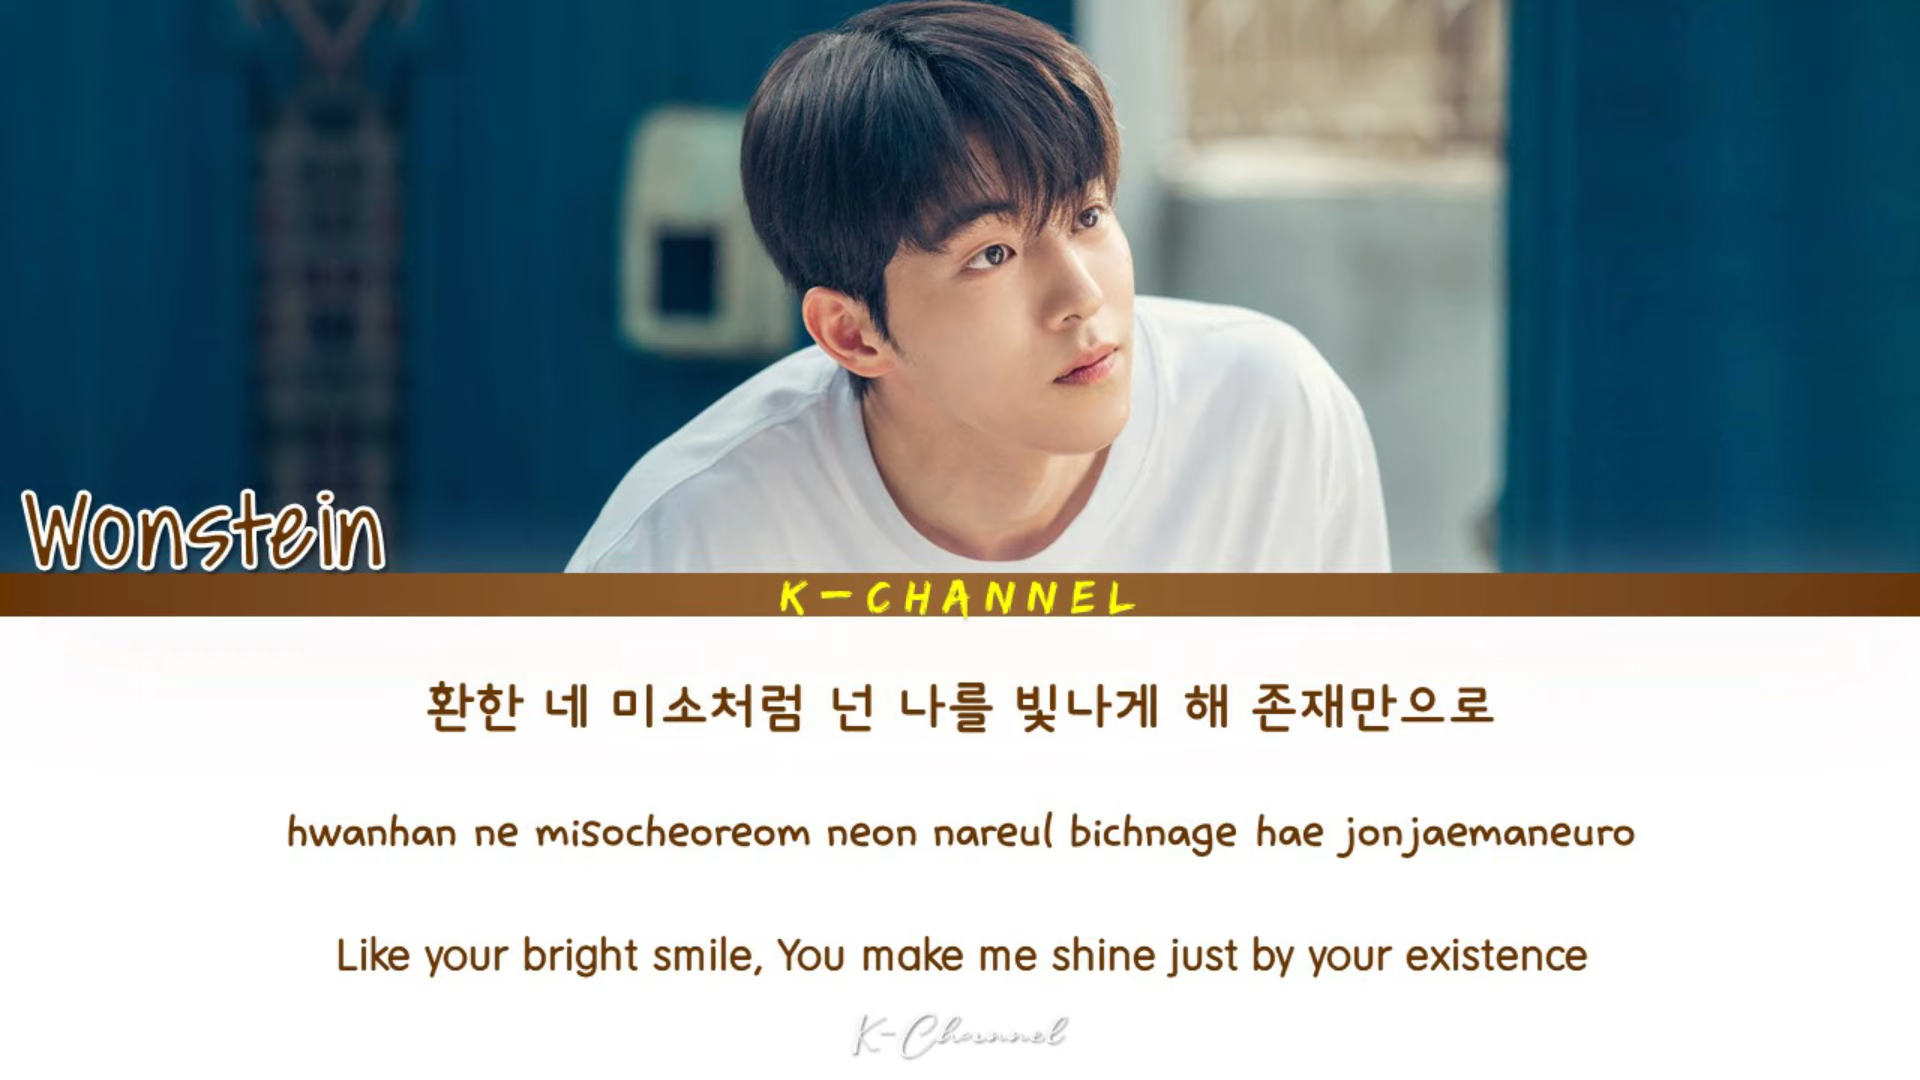 Wonstein
K-CHANNEL
환한 네 미소처럼 넌 나를 빛나게 해 존재만으로
hwanhan ne misocheoreom neon nareul bichnage hae jonjaemaneuro
Like your bright smile, You make me shine just by your existence
K-Channel